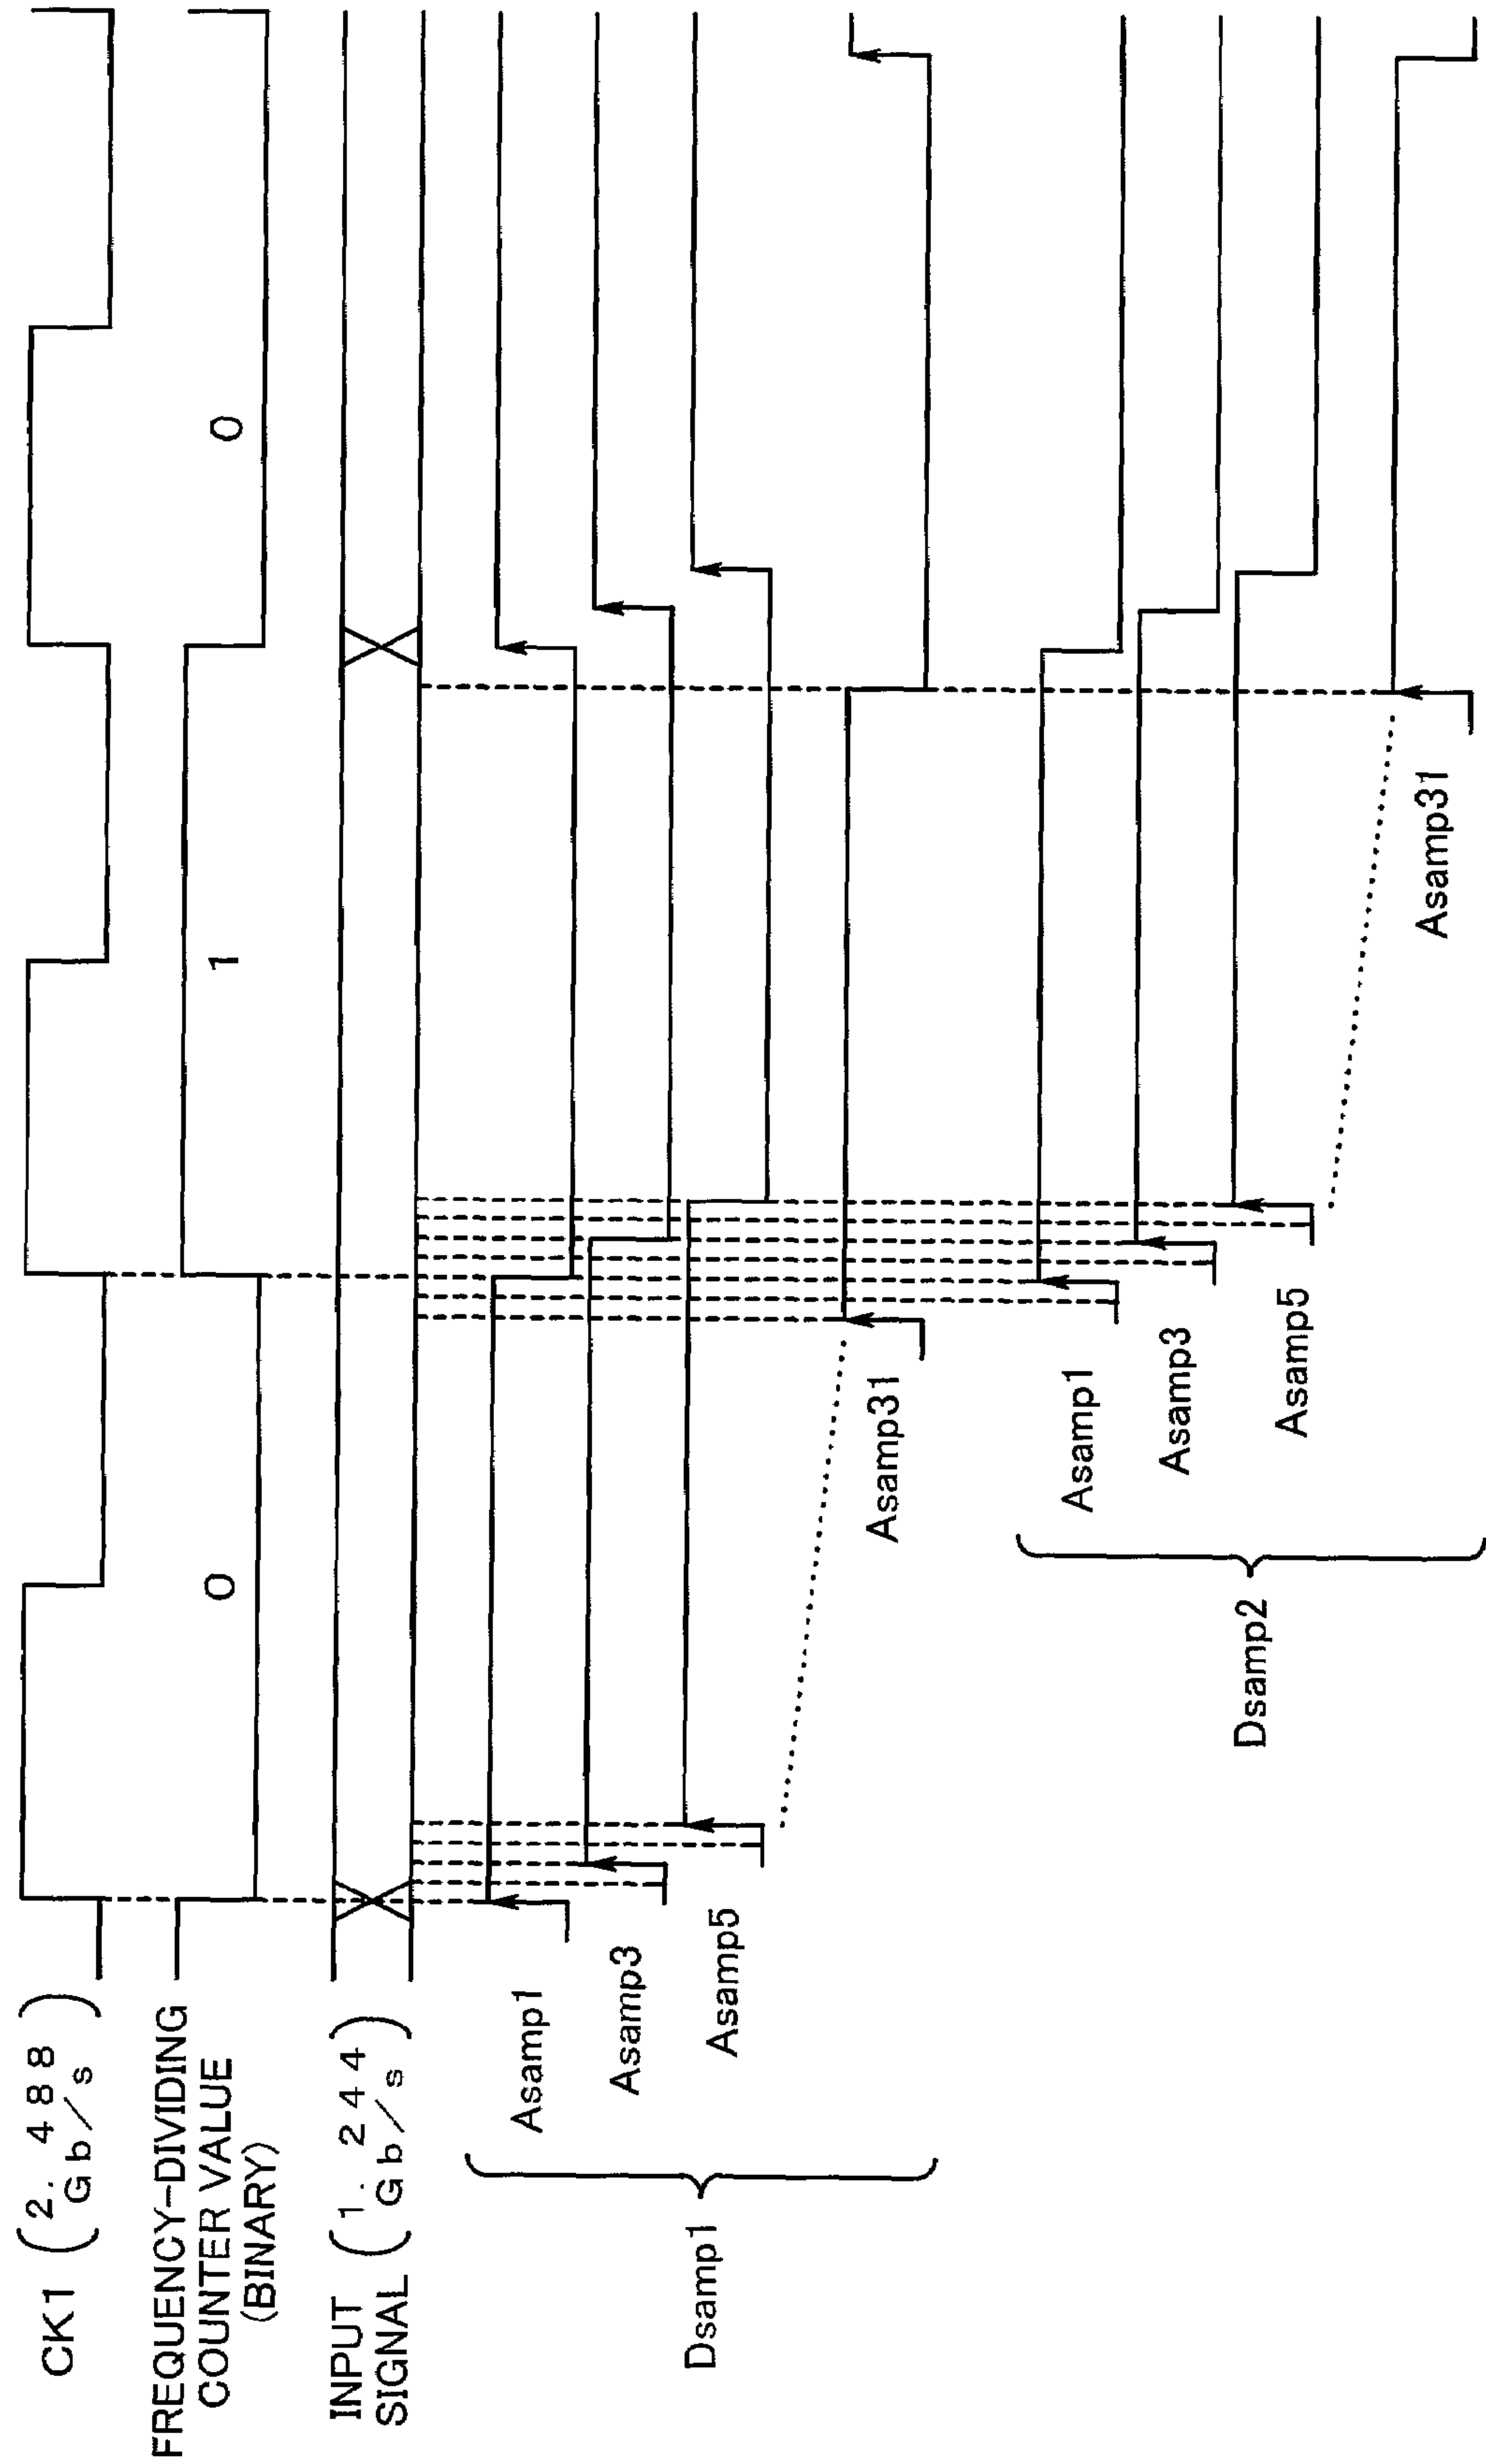 CK1 ( 2. 488
Gb/s )
FREQUENCY-DIVIDING
COUNTER VALUE
(BINARY)
0
1
0
INPUT
SIGNAL ( 1. 244
Gb/s )
Dsamp1
Asamp1
Asamp3
Asamp5
Asamp31
Dsamp2
Asamp1
Asamp3
Asamp5
Asamp31